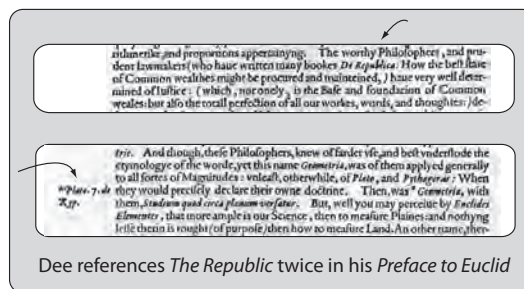 rithmetike, and proportions appertainyng. The worthy Philosophers, and pru-
dent lawmakers (who haue written many bookes De Republica: How the best state
of Common wealthes might be procured and mainteined, ) haue very well deter-
mined of Iustice: ( which, not onely, is the Base and foundacion of Common
weales: but also the totall perfection of all our workes, words, and thoughtes: ) de-
trie. And though, these Philosophers, knew of farder vse, and best vnderstode the
etymologye of the worde, yet this name Geometria, was of them applyed generally
to all sortes of Magnitudes: vnleast, otherwhile, of Plato, and Pythagoras: When
*Plato. 7. de they would precisely declare their owne doctrine. Then, was * Geometria, with
Rep. them, Studium quod circa planum versatur. But, well you may perceiue by Euclides
Elementes, that more ample is our Science, then to measure Plaines: and nothyng
lesse therin is tought (of purpose) then how to measure Land. An other name, ther-
Dee references The Republic twice in his Preface to Euclid